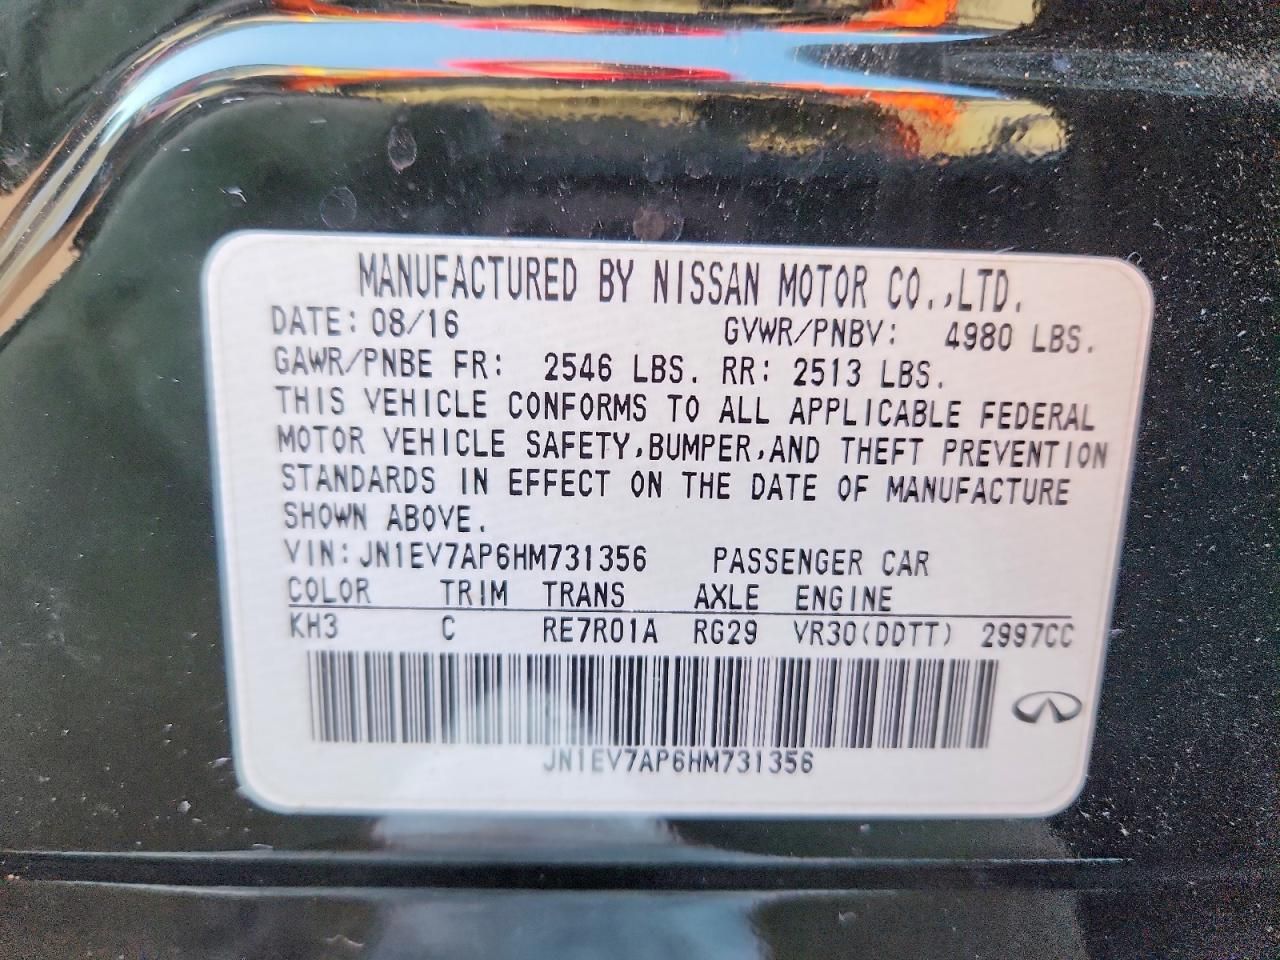 MANUFACTURED BY NISSAN MOTOR CO.,LTD.
DATE: 08/16 GVWR/PNBV: 4980 LBS.
GAWR/PNBE FR: 2546 LBS. RR: 2513 LBS.
THIS VEHICLE CONFORMS TO ALL APPLICABLE FEDERAL
MOTOR VEHICLE SAFETY,BUMPER,AND THEFT PREVENTION
STANDARDS IN EFFECT ON THE DATE OF MANUFACTURE
SHOWN ABOVE.
VIN: JN1EV7AP6HM731356 PASSENGER CAR
COLOR TRIM TRANS AXLE ENGINE
KH3 C RE7R01A RG29 VR30(DDTT) 2997CC
JN1EV7AP6HM731356